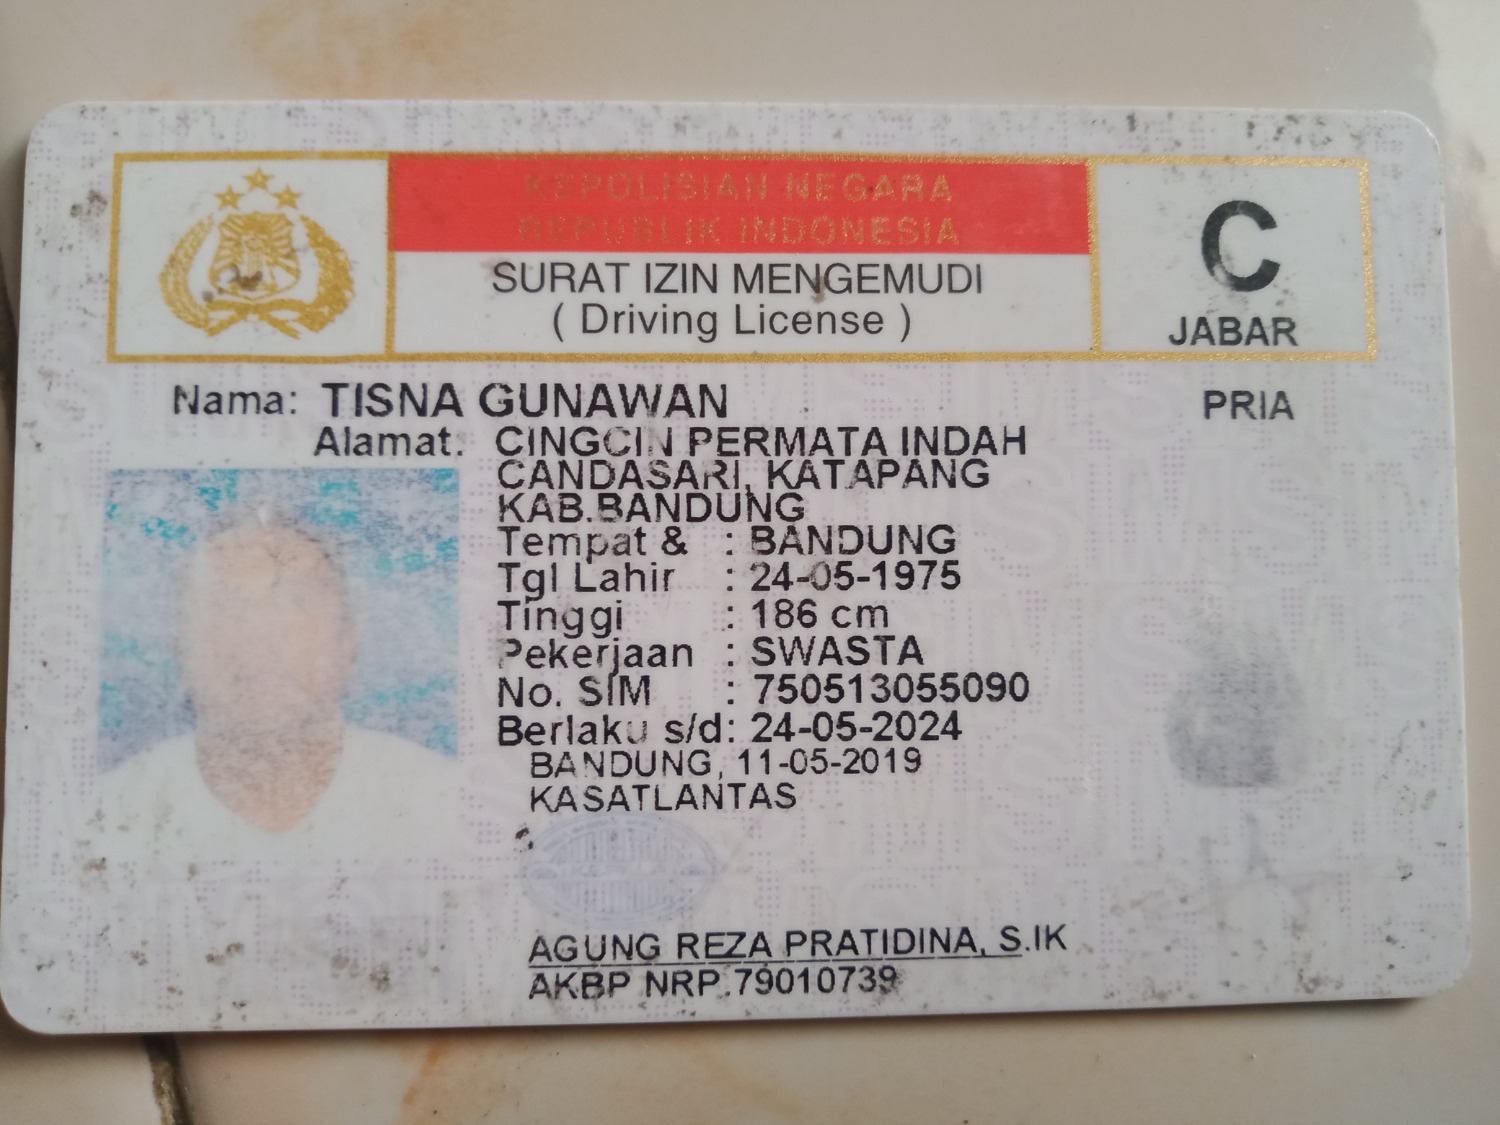 KEPOLISIAN NEGARA
REPUBLIK INDONESIA
SURAT IZIN MENGEMUDI
( Driving License )
C
JABAR
Nama: TISNA GUNAWAN
PRIA
Alamat: CINGCIN PERMATA INDAH
CANDASARI, KATAPANG
KAB.BANDUNG
Tempat & : BANDUNG
Tgl Lahir : 24-05-1975
Tinggi : 186 cm
Pekerjaan : SWASTA
No. SIM : 750513055090
Berlaku s/d: 24-05-2024
BANDUNG, 11-05-2019
KASATLANTAS
AGUNG REZA PRATIDINA, S.IK
AKBP NRP.79010739